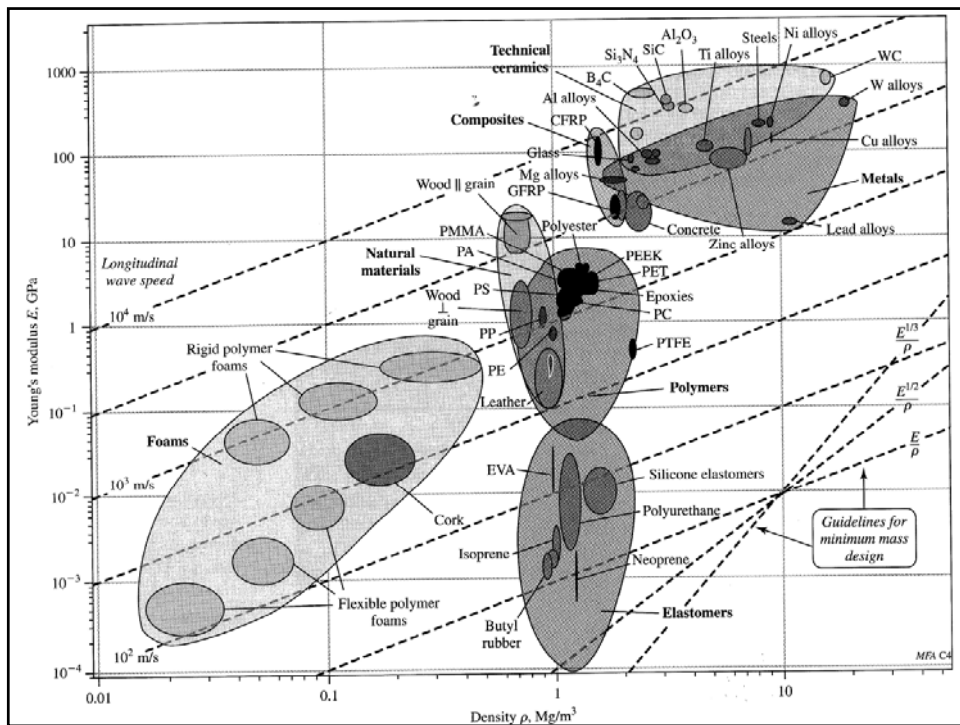 1000
100
10
1
10⁻¹
10⁻²
10⁻³
10⁻⁴
Young's modulus E, GPa
0.01
0.1
1
10
Density ρ, Mg/m³
Longitudinal
wave speed
10⁴ m/s
10³ m/s
10² m/s
Technical
ceramics
Si₃N₄
SiC
Al₂O₃
Ti alloys
Steels
Ni alloys
WC
W alloys
B₄C
Al alloys
Composites
CFRP
Glass
Mg alloys
GFRP
Cu alloys
Metals
Lead alloys
Zinc alloys
Concrete
Wood || grain
Polyester
PMMA
PEEK
Natural
materials
PA
PET
PS
Epoxies
Wood
⊥
grain
PC
PP
PTFE
PE
Leather
Polymers
Rigid polymer
foams
Foams
Cork
Flexible polymer
foams
EVA
Silicone elastomers
Polyurethane
Isoprene
Neoprene
Butyl
rubber
Elastomers
E^1/3
ρ
E^1/2
ρ
E
ρ
Guidelines for
minimum mass
design
MFA C4